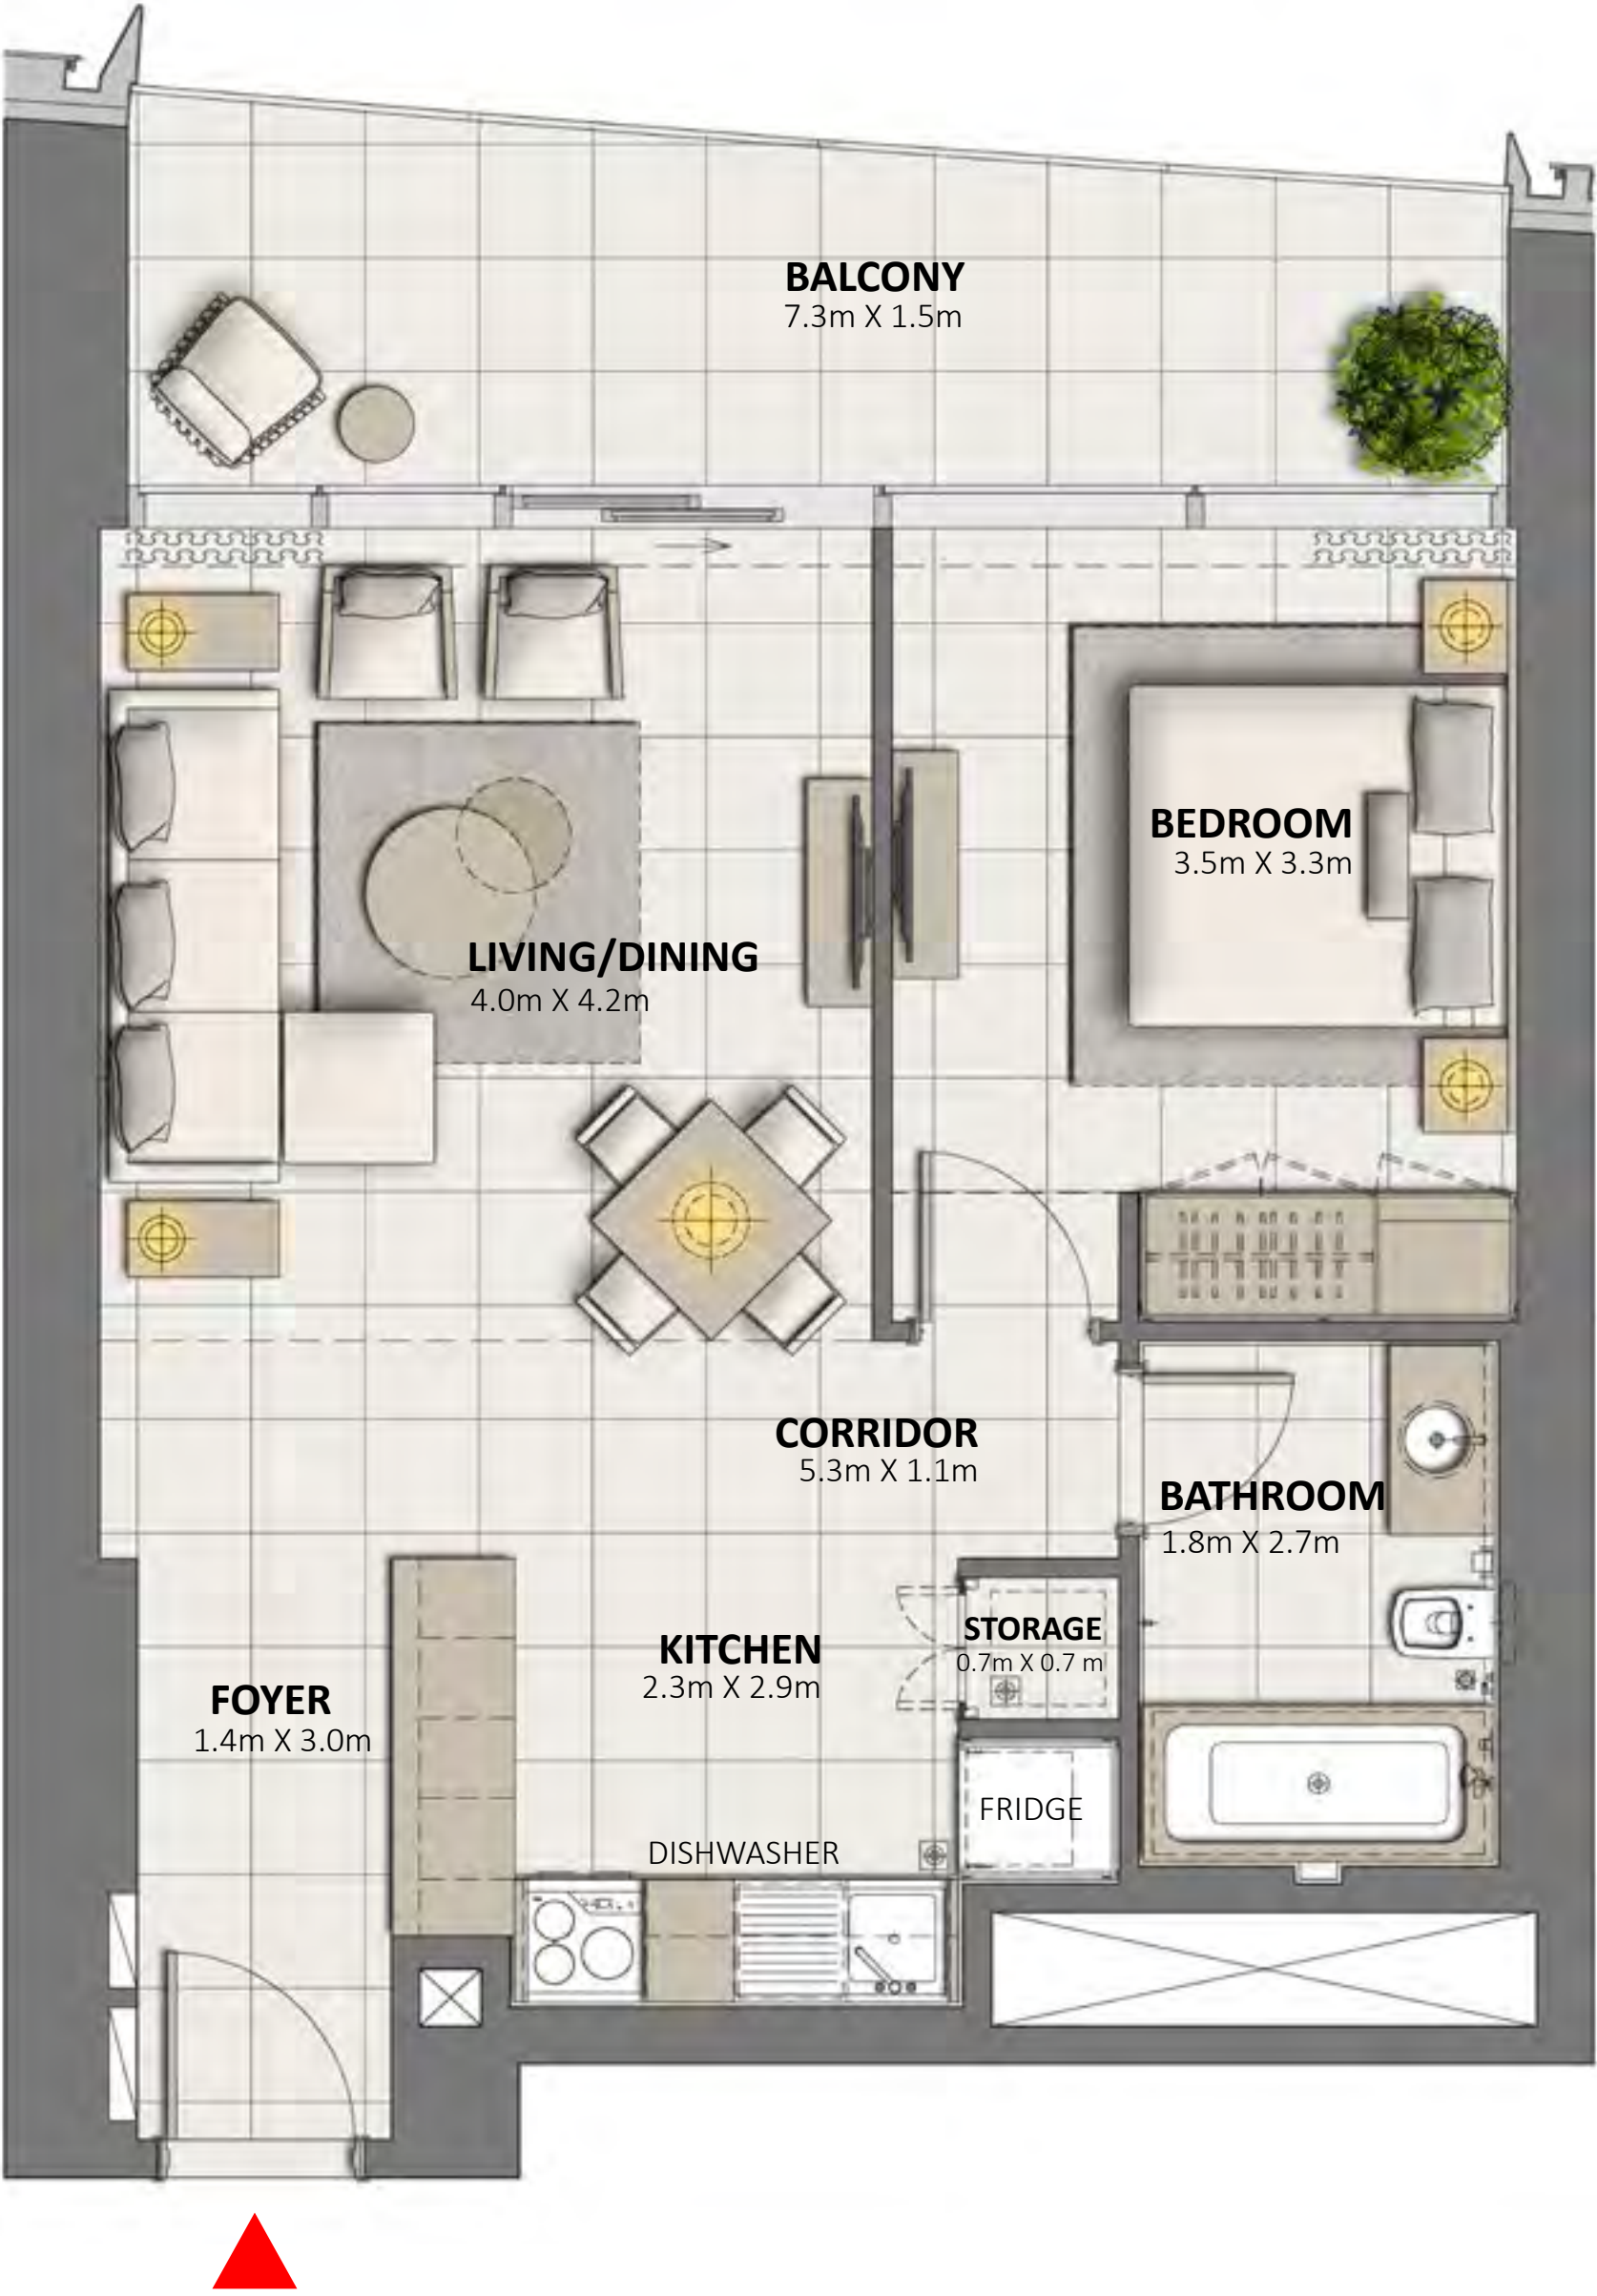 BALCONY
7.3m X 1.5m
BEDROOM
3.5m X 3.3m
LIVING/DINING
4.0m X 4.2m
CORRIDOR
5.3m X 1.1m
BATHROOM
1.8m X 2.7m
STORAGE
0.7m X 0.7 m
KITCHEN
2.3m X 2.9m
FOYER
1.4m X 3.0m
FRIDGE
DISHWASHER